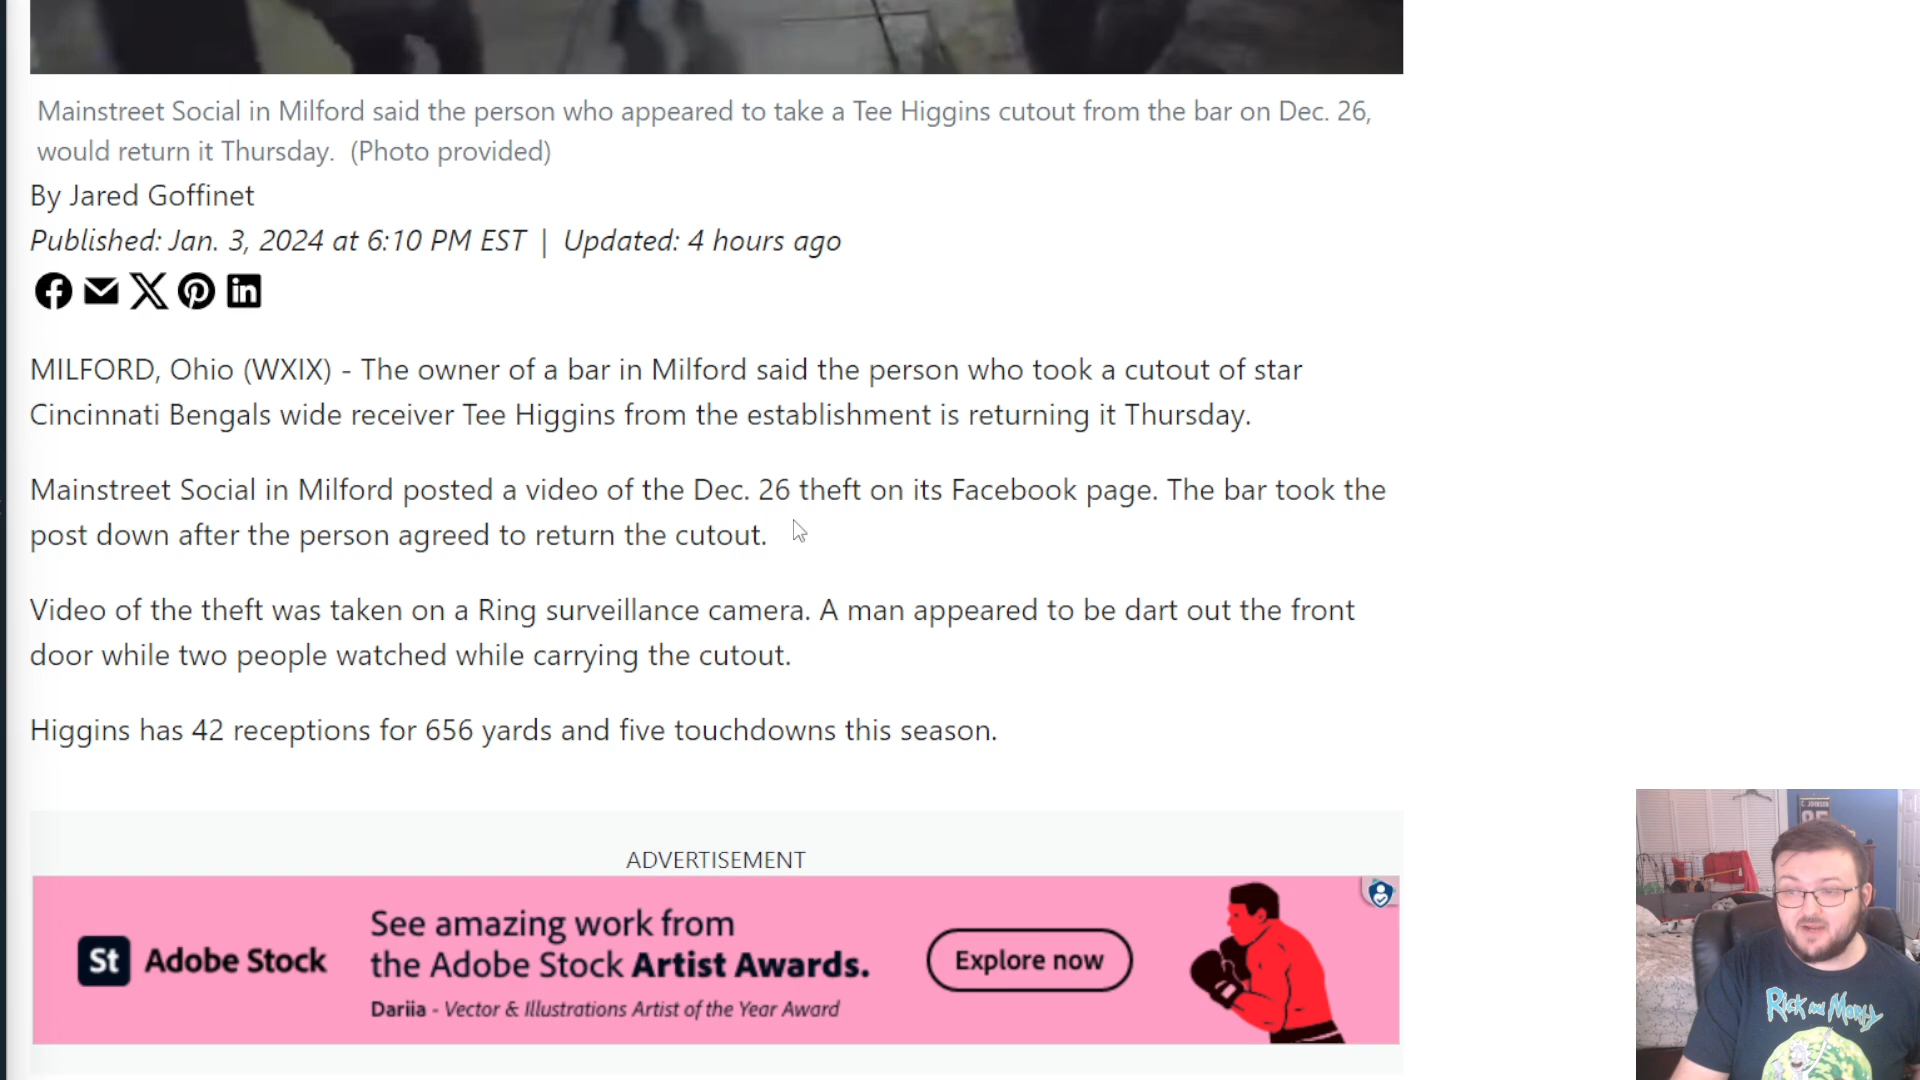 Mainstreet Social in Milford said the person who appeared to take a Tee Higgins cutout from the bar on Dec. 26,
would return it Thursday. (Photo provided)
By Jared Goffinet
Published: Jan. 3, 2024 at 6:10 PM EST | Updated: 4 hours ago
MILFORD, Ohio (WXIX) - The owner of a bar in Milford said the person who took a cutout of star
Cincinnati Bengals wide receiver Tee Higgins from the establishment is returning it Thursday.
Mainstreet Social in Milford posted a video of the Dec. 26 theft on its Facebook page. The bar took the
post down after the person agreed to return the cutout.
Video of the theft was taken on a Ring surveillance camera. A man appeared to be dart out the front
door while two people watched while carrying the cutout.
Higgins has 42 receptions for 656 yards and five touchdowns this season.
ADVERTISEMENT
St Adobe Stock
See amazing work from
the Adobe Stock Artist Awards.
Dariia - Vector & Illustrations Artist of the Year Award
Explore now
C. JOHNSON
85
Rick and Morty